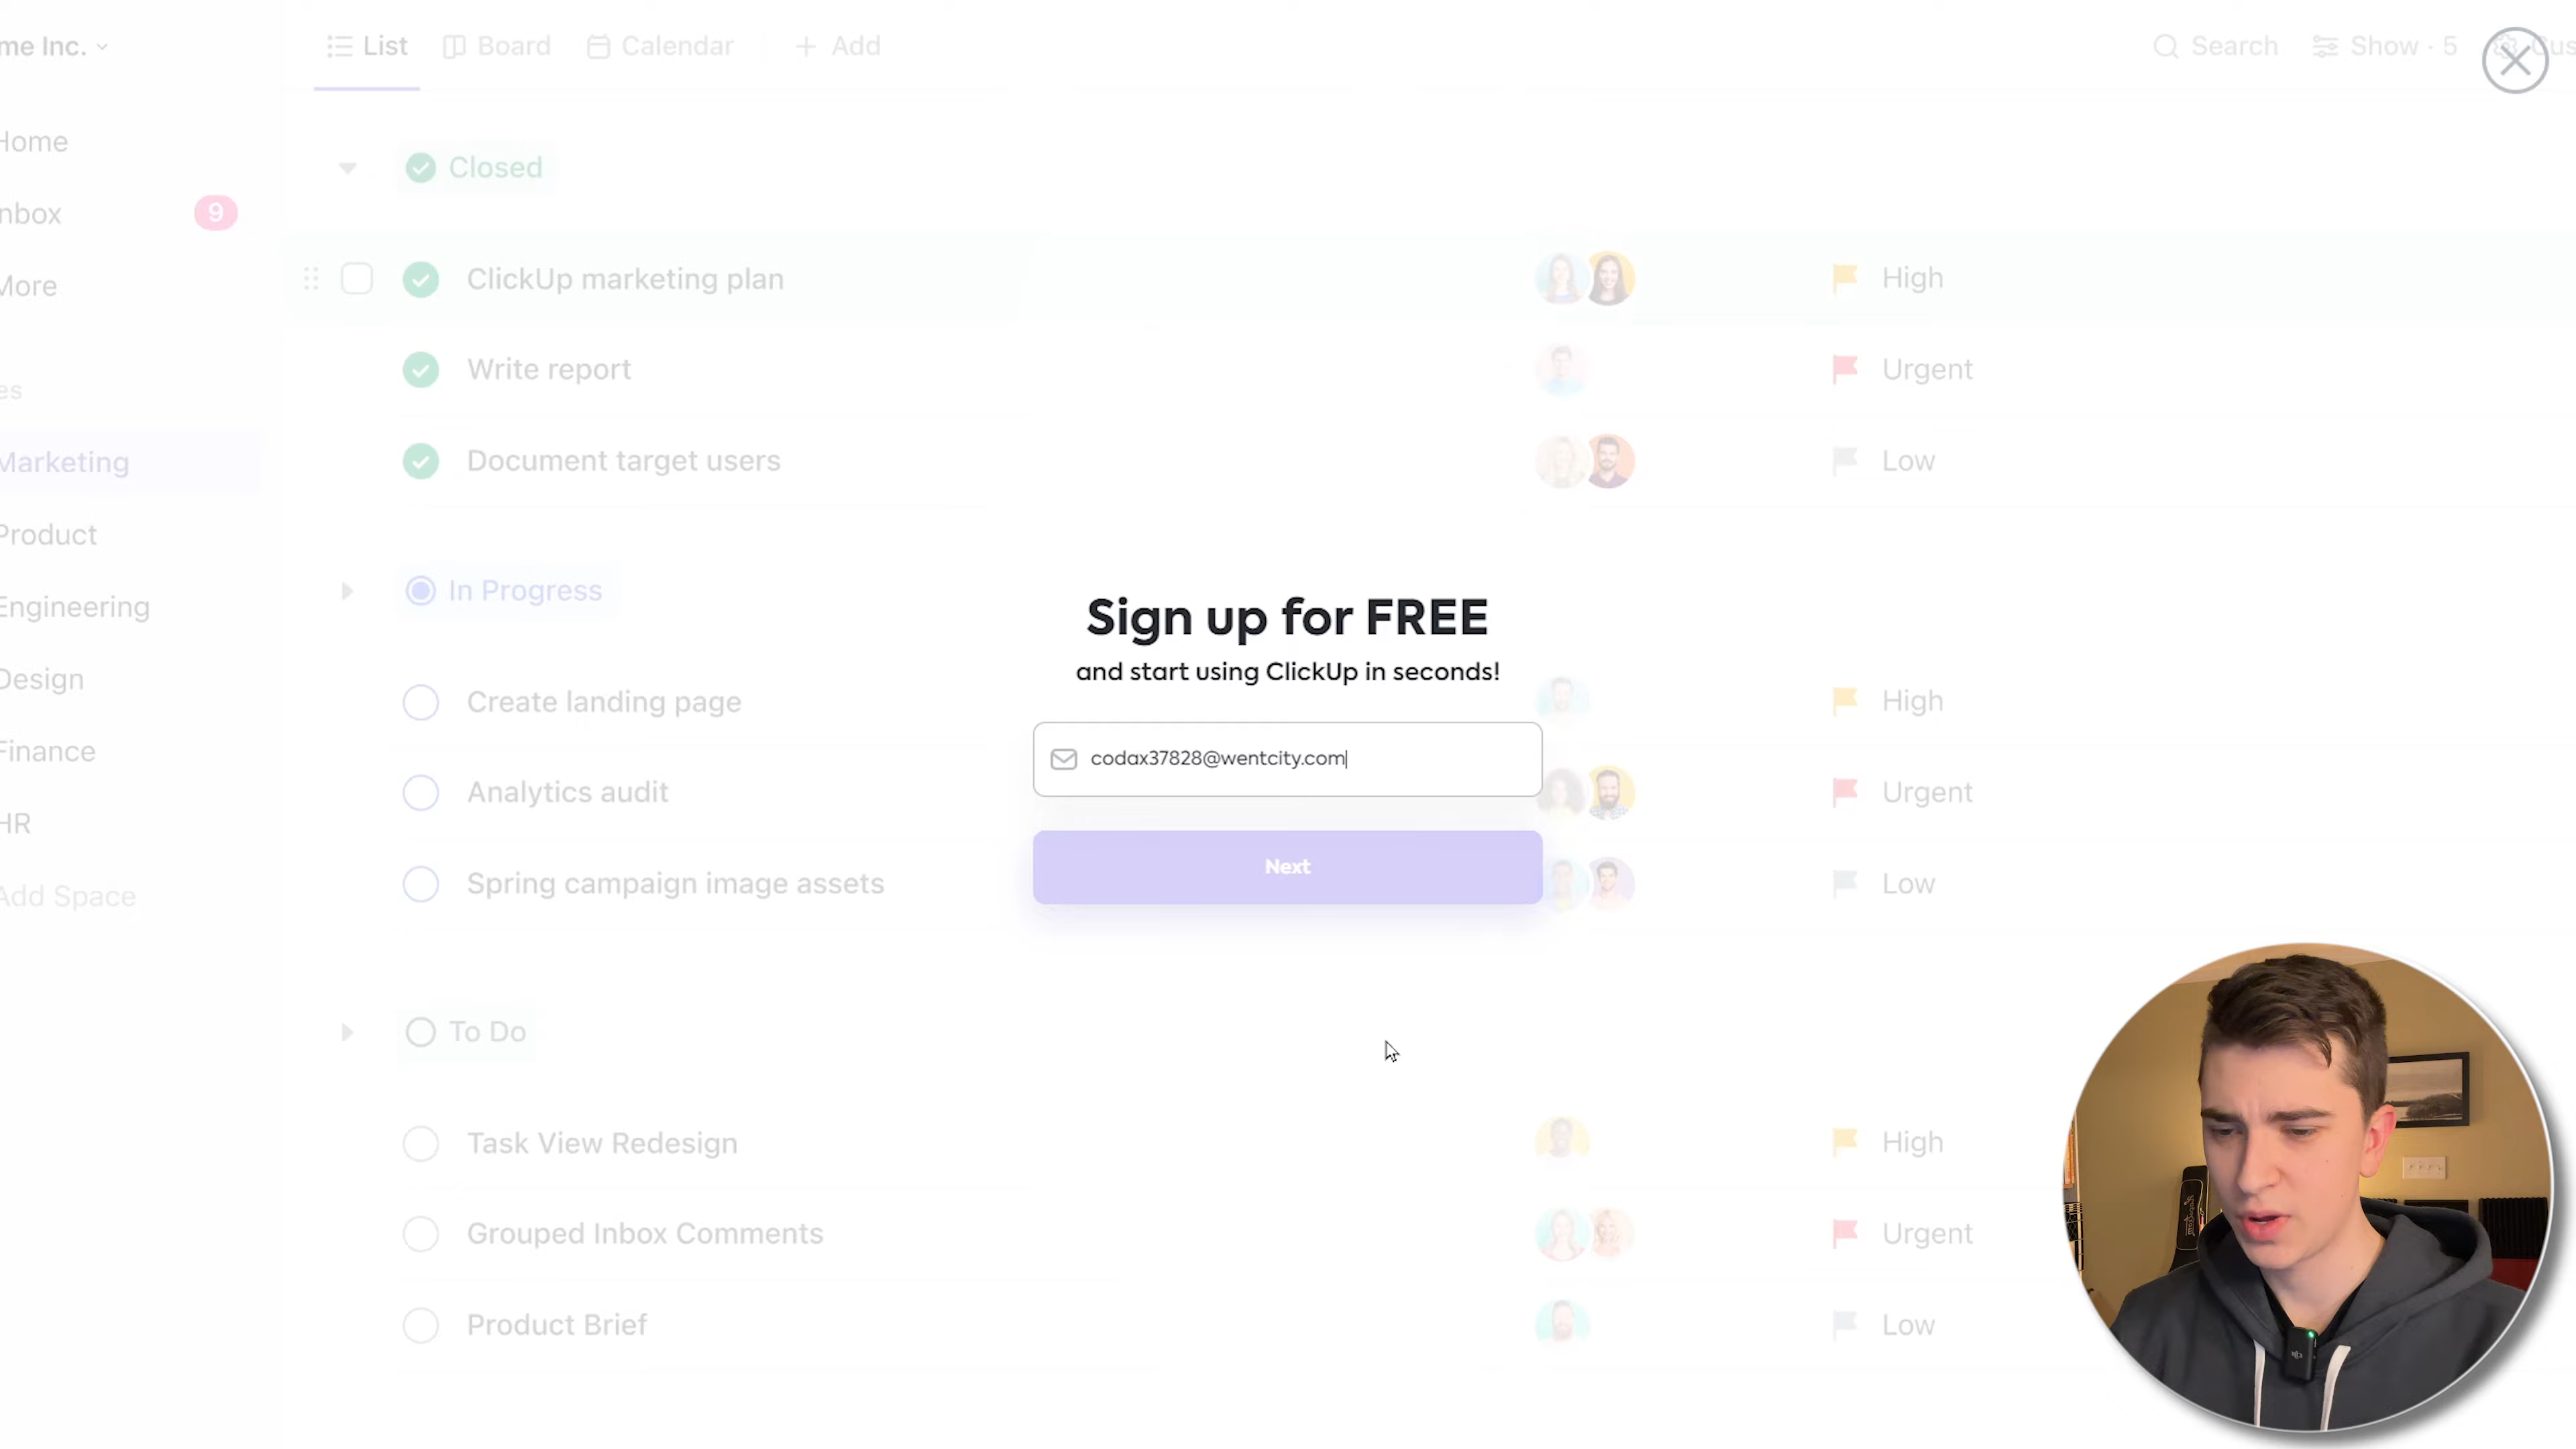 me Inc.
List
Board
Calendar
Add
Search
Show · 5
Cus
Home
Inbox
9
More
es
Marketing
Product
Engineering
Design
Finance
HR
Add Space
Closed
ClickUp marketing plan
High
Write report
Urgent
Document target users
Low
In Progress
Create landing page
High
Analytics audit
Urgent
Spring campaign image assets
Low
To Do
Task View Redesign
High
Grouped Inbox Comments
Urgent
Product Brief
Low
Sign up for FREE
and start using ClickUp in seconds!
codax37828@wentcity.com
Next